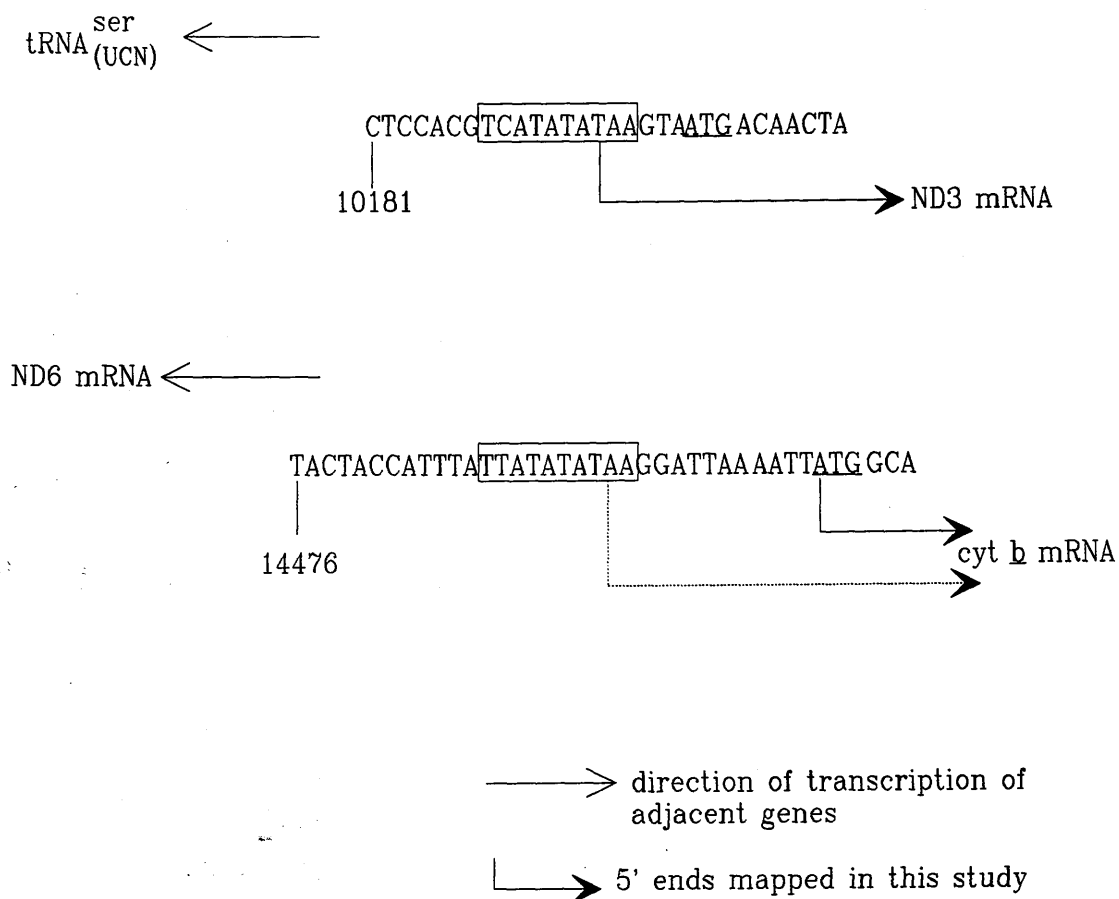 tRNA ser (UCN)
CTCCACGTCATATATAAGTAATGACAACTA
10181
ND3 mRNA
ND6 mRNA
TACTACCATTTATTATATATAAGGATTAAAATTATGGCA
14476
cyt b mRNA
direction of transcription of
adjacent genes
5' ends mapped in this study